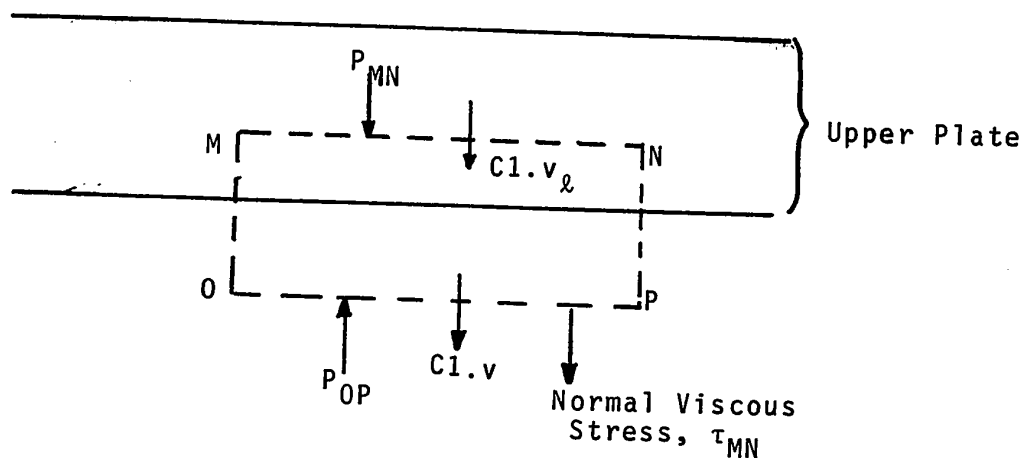 P_MN
Upper Plate
M
N
C1.v_ℓ
O
P
P_OP
C1.v
Normal Viscous
Stress, τ_MN